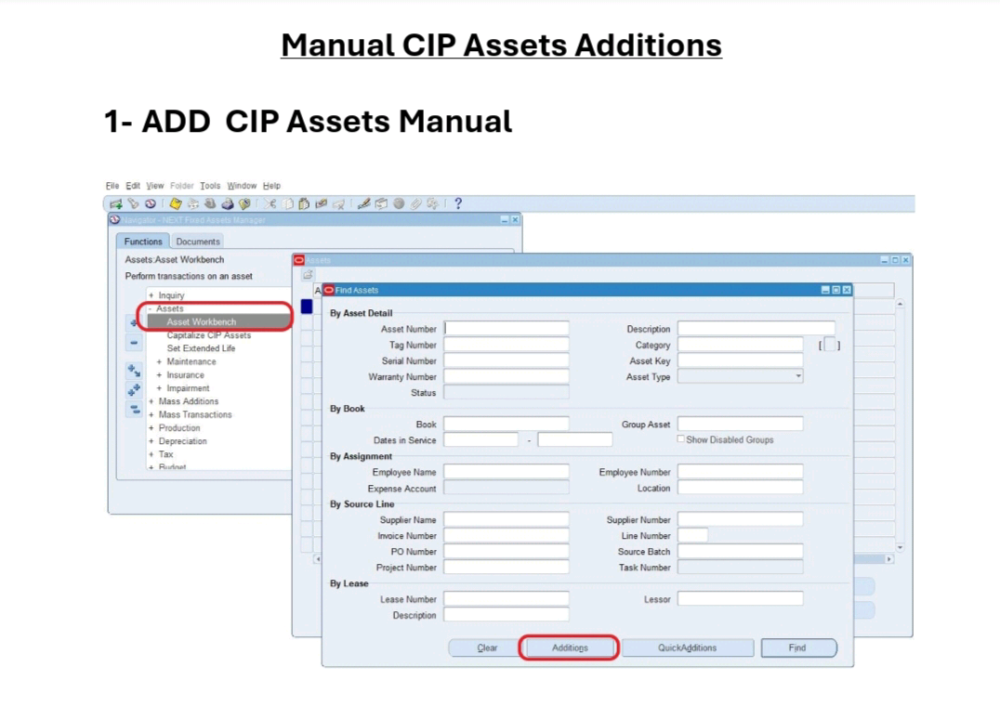 Manual CIP Assets Additions
1- ADD CIP Assets Manual
File Edit View Folder Tools Window Help
Navigator - NEXT Fixed Assets Manager
Functions Documents
Assets:Asset Workbench
Perform transactions on an asset
+ Inquiry
- Assets
Asset Workbench
Capitalize CIP Assets
Set Extended Life
+ Maintenance
+ Insurance
+ Impairment
+ Mass Additions
+ Mass Transactions
+ Production
+ Depreciation
+ Tax
+ Budget
Assets
A
Find Assets
By Asset Detail
Asset Number Description
Tag Number Category [ ]
Serial Number Asset Key
Warranty Number Asset Type
Status
By Book
Book Group Asset
Dates in Service - Show Disabled Groups
By Assignment
Employee Name Employee Number
Expense Account Location
By Source Line
Supplier Name Supplier Number
Invoice Number Line Number
PO Number Source Batch
Project Number Task Number
By Lease
Lease Number Lessor
Description
Clear Additions QuickAdditions Find